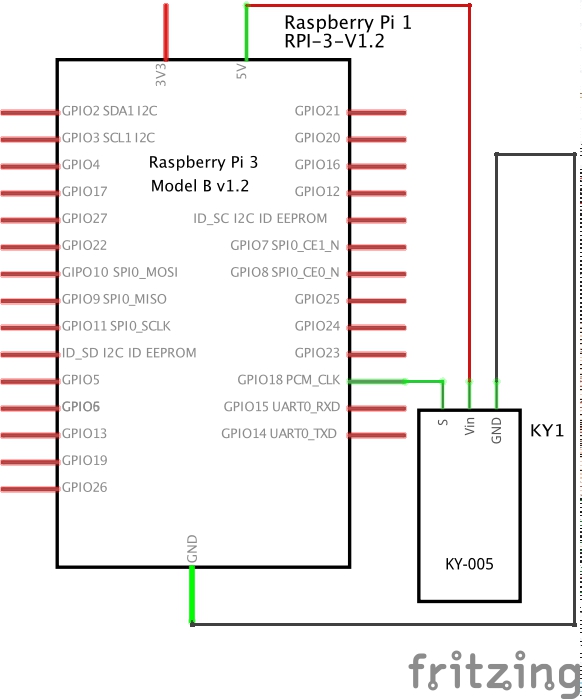 Raspberry Pi 1
RPI-3-V1.2
3V3
5V
GPIO2 SDA1 I2C
GPIO21
GPIO3 SCL1 I2C
GPIO20
GPIO4
Raspberry Pi 3
GPIO16
GPIO17
Model B v1.2
GPIO12
GPIO27
ID_SC I2C ID EEPROM
GPIO22
GPIO7 SPI0_CE1_N
GIPO10 SPI0_MOSI
GPIO8 SPI0_CE0_N
GPIO9 SPI0_MISO
GPIO25
GPIO11 SPI0_SCLK
GPIO24
ID_SD I2C ID EEPROM
GPIO23
GPIO5
GPIO18 PCM_CLK
GPIO6
GPIO15 UART0_RXD
GPIO13
GPIO14 UART0_TXD
GPIO19
GPIO26
GND
S
Vin
GND
KY1
KY-005
fritzing